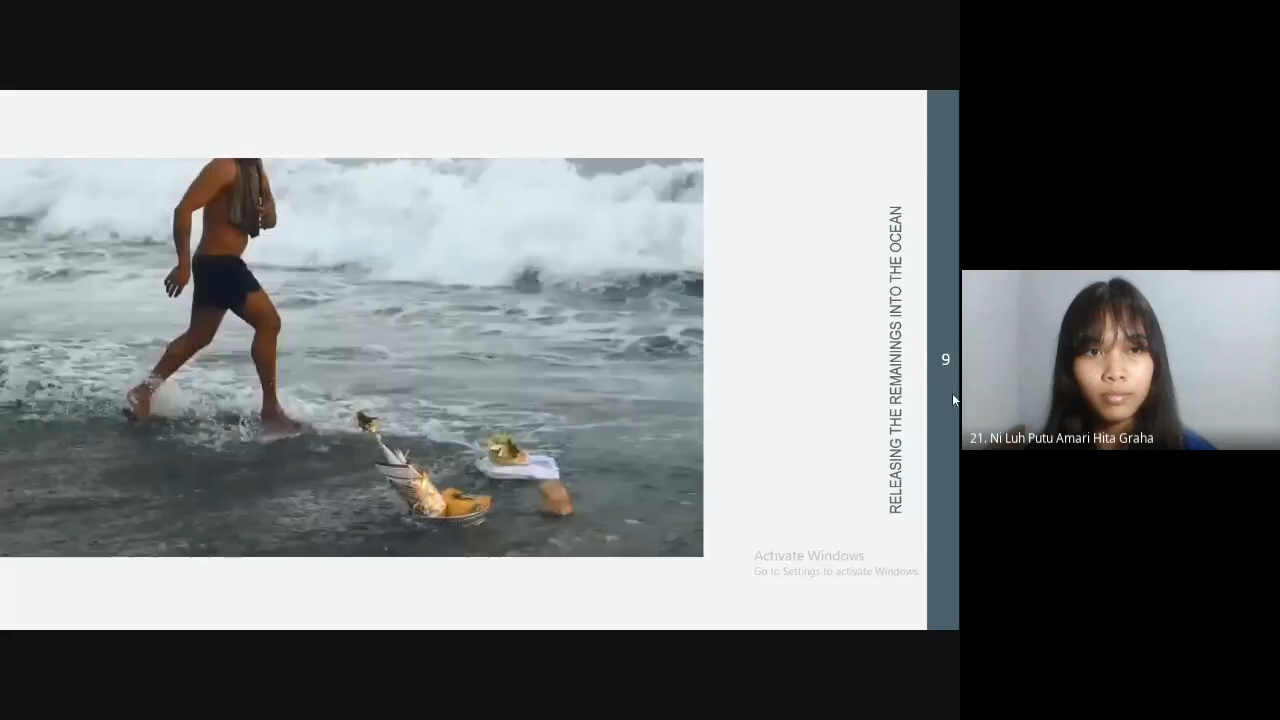 RELEASING THE REMAININGS INTO THE OCEAN
9
Activate Windows
Go to Settings to activate Windows.
21. Ni Luh Putu Amari Hita Graha